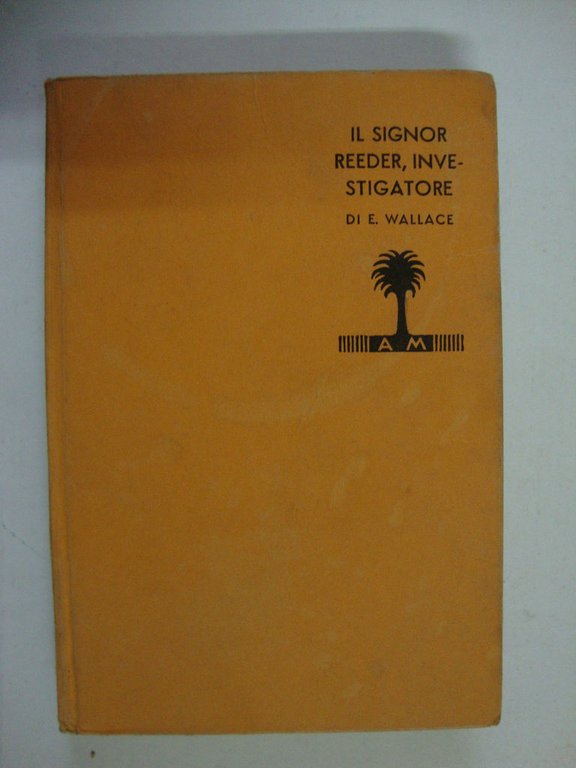 IL SIGNOR
REEDER, INVE-
STIGATORE
DI E. WALLACE
A M